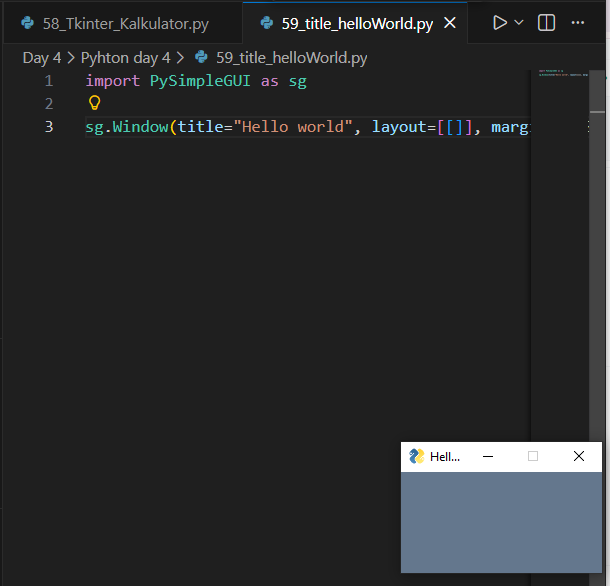 58_Tkinter_Kalkulator.py 59_title_helloWorld.py
Day 4 > Pyhton day 4 > 59_title_helloWorld.py
1 import PySimpleGUI as sg
2
3 sg.Window(title="Hello world", layout=[[]], marg
Hell...